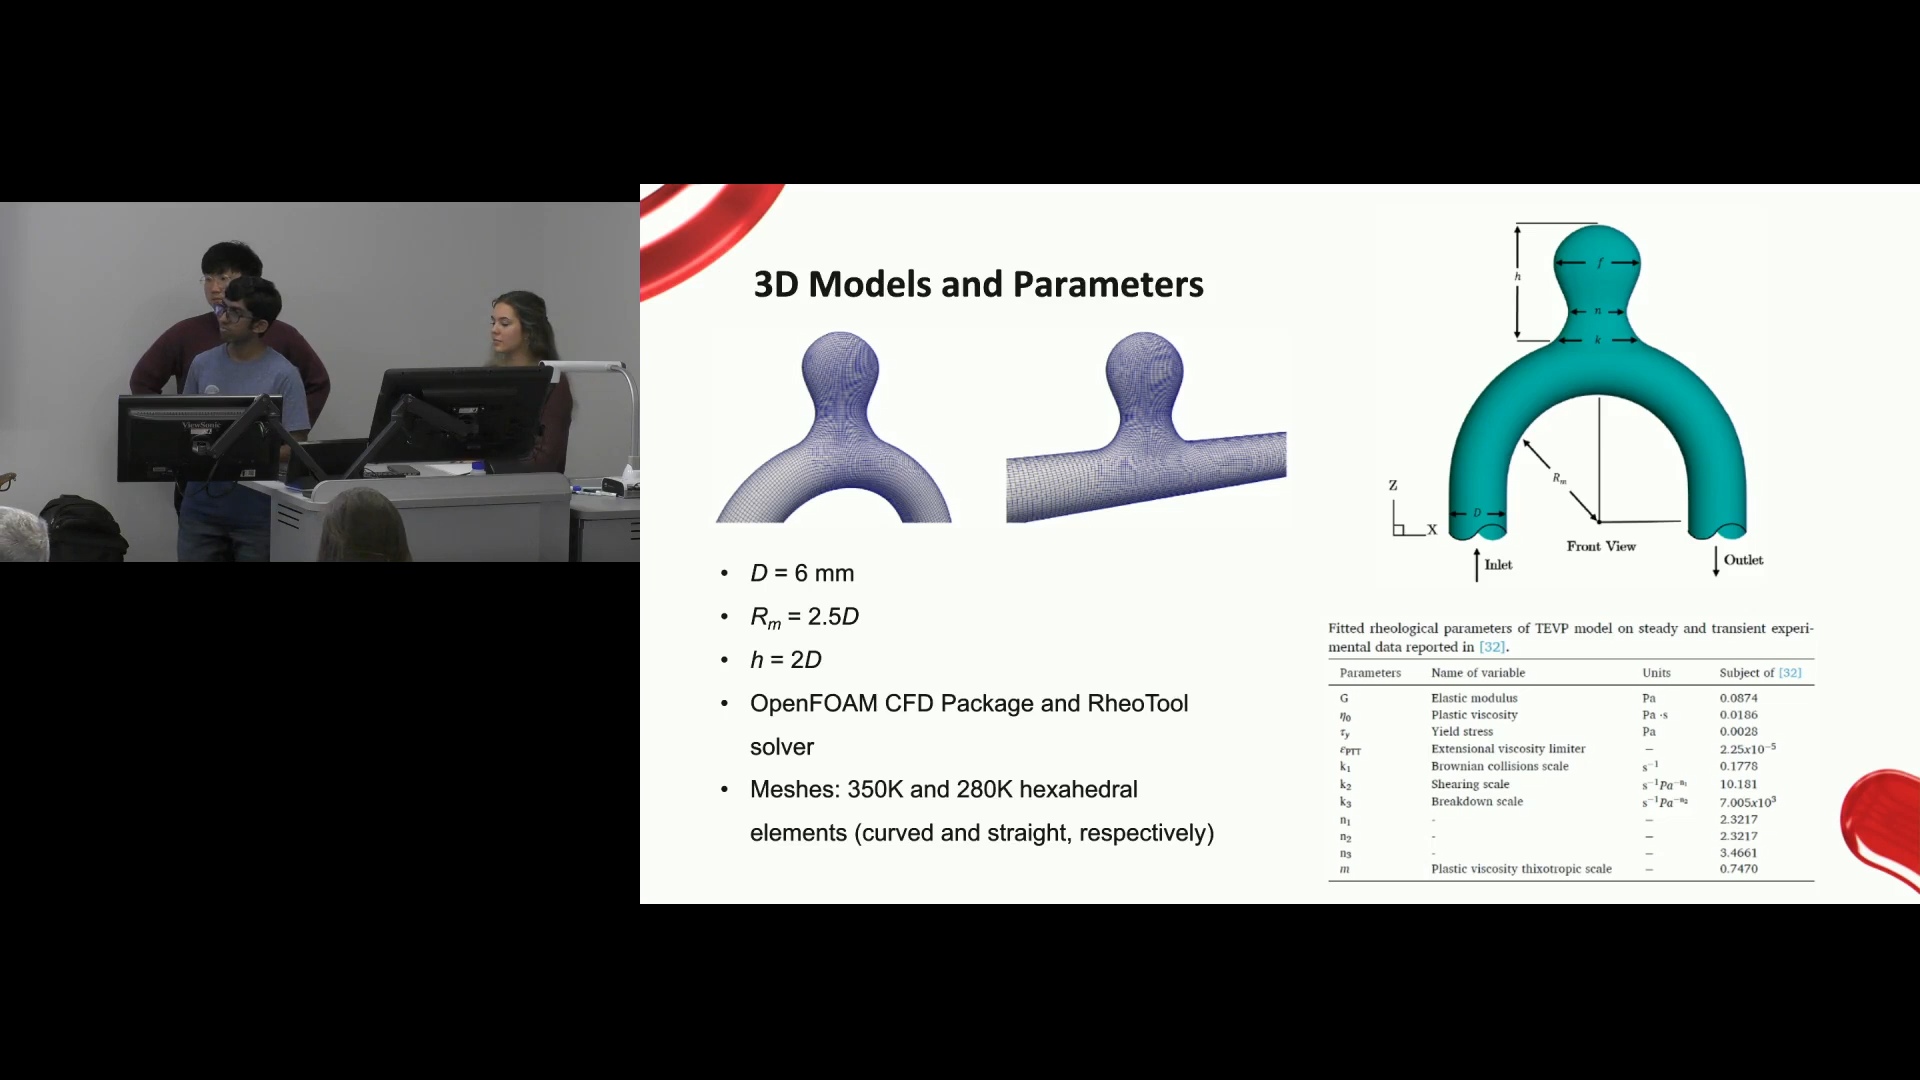 ViewSonic
3D Models and Parameters
• D = 6 mm
• Rm = 2.5D
• h = 2D
• OpenFOAM CFD Package and RheoTool
solver
• Meshes: 350K and 280K hexahedral
elements (curved and straight, respectively)
h
f
n
k
Rm
D
Z
X
Front View
Inlet
Outlet
Fitted rheological parameters of TEVP model on steady and transient experi-
mental data reported in [32].
Parameters Name of variable Units Subject of [32]
G Elastic modulus Pa 0.0874
η0 Plastic viscosity Pa ·s 0.0186
τy Yield stress Pa 0.0028
ϵPTT Extensional viscosity limiter – 2.25x10⁻⁵
k1 Brownian collisions scale s⁻¹ 0.1778
k2 Shearing scale s⁻¹Pa⁻ⁿ¹ 10.181
k3 Breakdown scale s⁻¹Pa⁻ⁿ² 7.005x10³
n1 - – 2.3217
n2 - – 2.3217
n3 - – 3.4661
m Plastic viscosity thixotropic scale – 0.7470